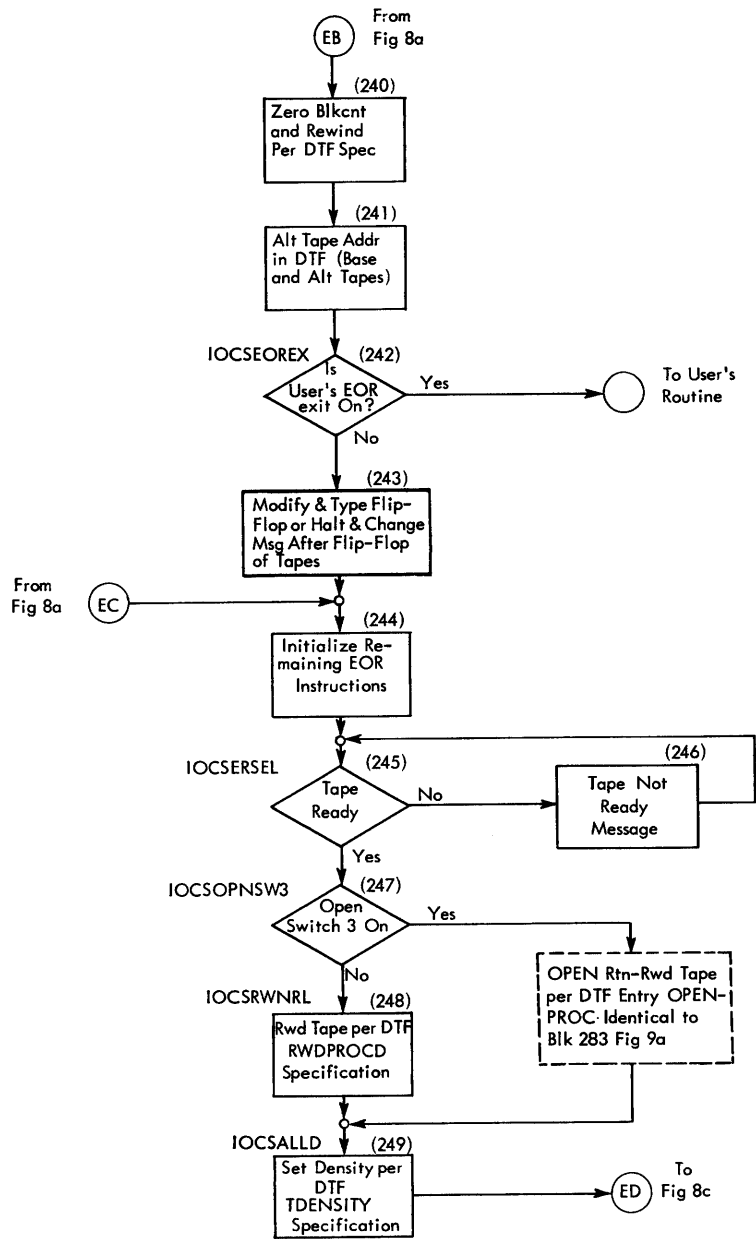 From
Fig 8a
EB
(240)
Zero Blkcnt
and Rewind
Per DTF Spec
(241)
Alt Tape Addr
in DTF (Base
and Alt Tapes)
IOCSEOREX
(242)
Is
User's EOR
exit On?
Yes
To User's
Routine
No
(243)
Modify & Type Flip-
Flop or Halt & Change
Msg After Flip-Flop
of Tapes
From
Fig 8a
EC
(244)
Initialize Re-
maining EOR
Instructions
IOCSERSEL
(245)
Tape
Ready
No
(246)
Tape Not
Ready
Message
Yes
IOCSOPNSW3
(247)
Open
Switch 3 On
Yes
OPEN Rtn-Rwd Tape
per DTF Entry OPEN-
PROC· Identical to
Blk 283 Fig 9a
No
IOCSRWNRL
(248)
Rwd Tape per DTF
RWDPROCD
Specification
IOCSALLD
(249)
Set Density per
DTF
TDENSITY
Specification
ED
To
Fig 8c